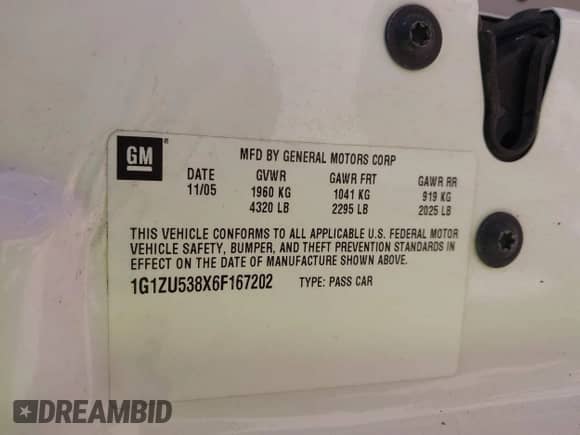 GM
MFD BY GENERAL MOTORS CORP
DATE GVWR GAWR FRT GAWR RR
11/05 1960 KG 1041 KG 919 KG
4320 LB 2295 LB 2025 LB
THIS VEHICLE CONFORMS TO ALL APPLICABLE U.S. FEDERAL MOTOR
VEHICLE SAFETY, BUMPER, AND THEFT PREVENTION STANDARDS IN
EFFECT ON THE DATE OF MANUFACTURE SHOWN ABOVE.
1G1ZU538X6F167202 TYPE: PASS CAR
DREAMBID